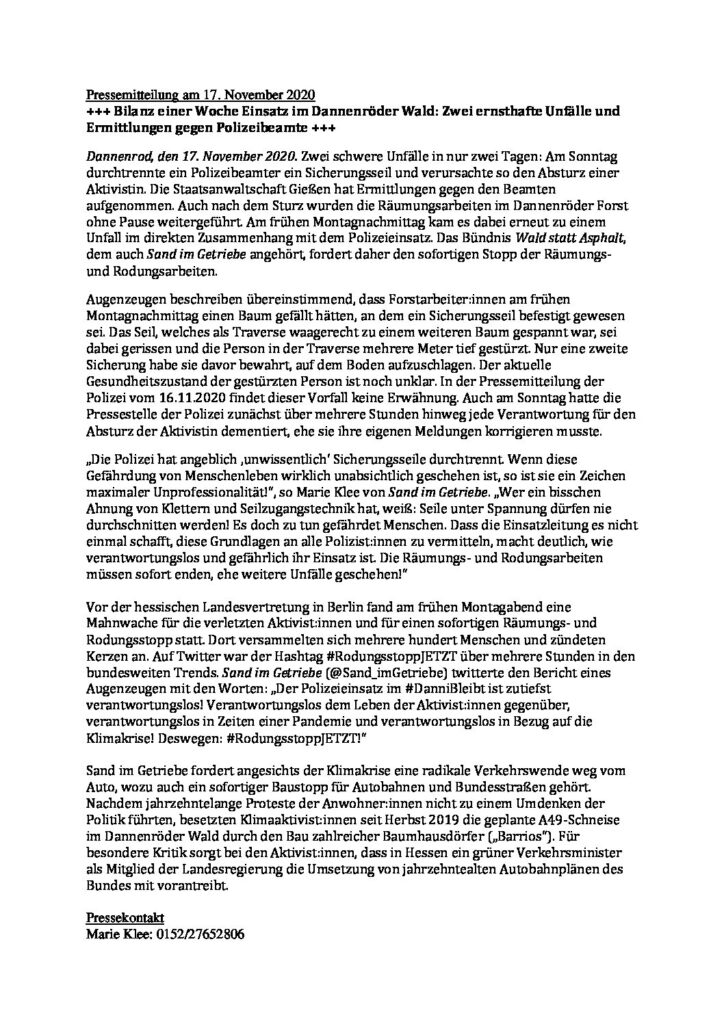 Pressemitteilung am 17. November 2020
+++ Bilanz einer Woche Einsatz im Dannenröder Wald: Zwei ernsthafte Unfälle und
Ermittlungen gegen Polizeibeamte +++
Dannenrod, den 17. November 2020. Zwei schwere Unfälle in nur zwei Tagen: Am Sonntag
durchtrennte ein Polizeibeamter ein Sicherungsseil und verursachte so den Absturz einer
Aktivistin. Die Staatsanwaltschaft Gießen hat Ermittlungen gegen den Beamten
aufgenommen. Auch nach dem Sturz wurden die Räumungsarbeiten im Dannenröder Forst
ohne Pause weitergeführt. Am frühen Montagnachmittag kam es dabei erneut zu einem
Unfall im direkten Zusammenhang mit dem Polizeieinsatz. Das Bündnis Wald statt Asphalt,
dem auch Sand im Getriebe angehört, fordert daher den sofortigen Stopp der Räumungs-
und Rodungsarbeiten.
Augenzeugen beschreiben übereinstimmend, dass Forstarbeiter:innen am frühen
Montagnachmittag einen Baum gefällt hätten, an dem ein Sicherungsseil befestigt gewesen
sei. Das Seil, welches als Traverse waagerecht zu einem weiteren Baum gespannt war, sei
dabei gerissen und die Person in der Traverse mehrere Meter tief gestürzt. Nur eine zweite
Sicherung habe sie davor bewahrt, auf dem Boden aufzuschlagen. Der aktuelle
Gesundheitszustand der gestürzten Person ist noch unklar. In der Pressemitteilung der
Polizei vom 16.11.2020 findet dieser Vorfall keine Erwähnung. Auch am Sonntag hatte die
Pressestelle der Polizei zunächst über mehrere Stunden hinweg jede Verantwortung für den
Absturz der Aktivistin dementiert, ehe sie ihre eigenen Meldungen korrigieren musste.
„Die Polizei hat angeblich ‚unwissentlich‘ Sicherungsseile durchtrennt. Wenn diese
Gefährdung von Menschenleben wirklich unabsichtlich geschehen ist, so ist sie ein Zeichen
maximaler Unprofessionalität!“, so Marie Klee von Sand im Getriebe. „Wer ein bisschen
Ahnung von Klettern und Seilzugangstechnik hat, weiß: Seile unter Spannung dürfen nie
durchschnitten werden! Es doch zu tun gefährdet Menschen. Dass die Einsatzleitung es nicht
einmal schafft, diese Grundlagen an alle Polizist:innen zu vermitteln, macht deutlich, wie
verantwortungslos und gefährlich ihr Einsatz ist. Die Räumungs- und Rodungsarbeiten
müssen sofort enden, ehe weitere Unfälle geschehen!“
Vor der hessischen Landesvertretung in Berlin fand am frühen Montagabend eine
Mahnwache für die verletzten Aktivist:innen und für einen sofortigen Räumungs- und
Rodungsstopp statt. Dort versammelten sich mehrere hundert Menschen und zündeten
Kerzen an. Auf Twitter war der Hashtag #RodungsstoppJETZT über mehrere Stunden in den
bundesweiten Trends. Sand im Getriebe (@Sand_imGetriebe) twitterte den Bericht eines
Augenzeugen mit den Worten: „Der Polizeieinsatz im #DanniBleibt ist zutiefst
verantwortungslos! Verantwortungslos dem Leben der Aktivist:innen gegenüber,
verantwortungslos in Zeiten einer Pandemie und verantwortungslos in Bezug auf die
Klimakrise! Deswegen: #RodungsstoppJETZT!“
Sand im Getriebe fordert angesichts der Klimakrise eine radikale Verkehrswende weg vom
Auto, wozu auch ein sofortiger Baustopp für Autobahnen und Bundesstraßen gehört.
Nachdem jahrzehntelange Proteste der Anwohner:innen nicht zu einem Umdenken der
Politik führten, besetzten Klimaaktivist:innen seit Herbst 2019 die geplante A49-Schneise
im Dannenröder Wald durch den Bau zahlreicher Baumhausdörfer („Barrios“). Für
besondere Kritik sorgt bei den Aktivist:innen, dass in Hessen ein grüner Verkehrsminister
als Mitglied der Landesregierung die Umsetzung von jahrzehntealten Autobahnplänen des
Bundes mit vorantreibt.
Pressekontakt
Marie Klee: 0152/27652806